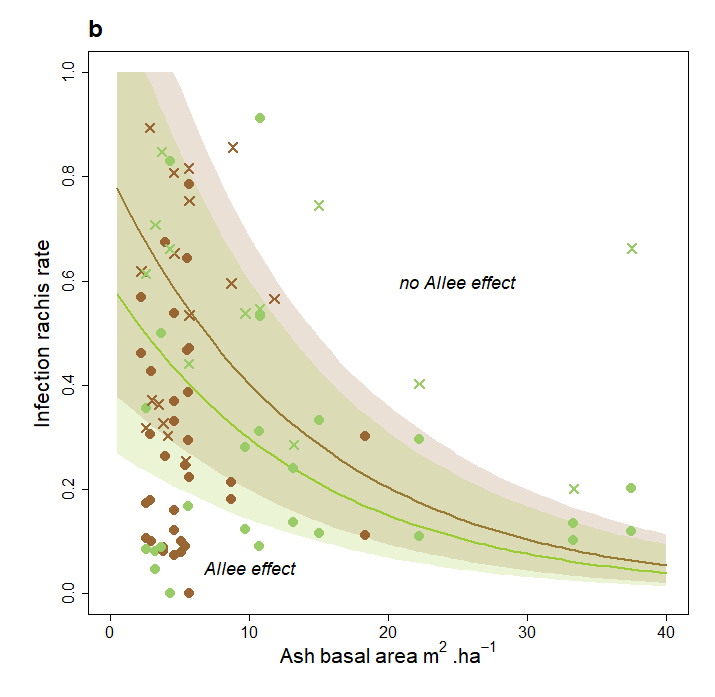 b
1.0
0.8
0.6
0.4
0.2
0.0
Infection rachis rate
no Allee effect
Allee effect
0 10 20 30 40
Ash basal area m² .ha⁻¹